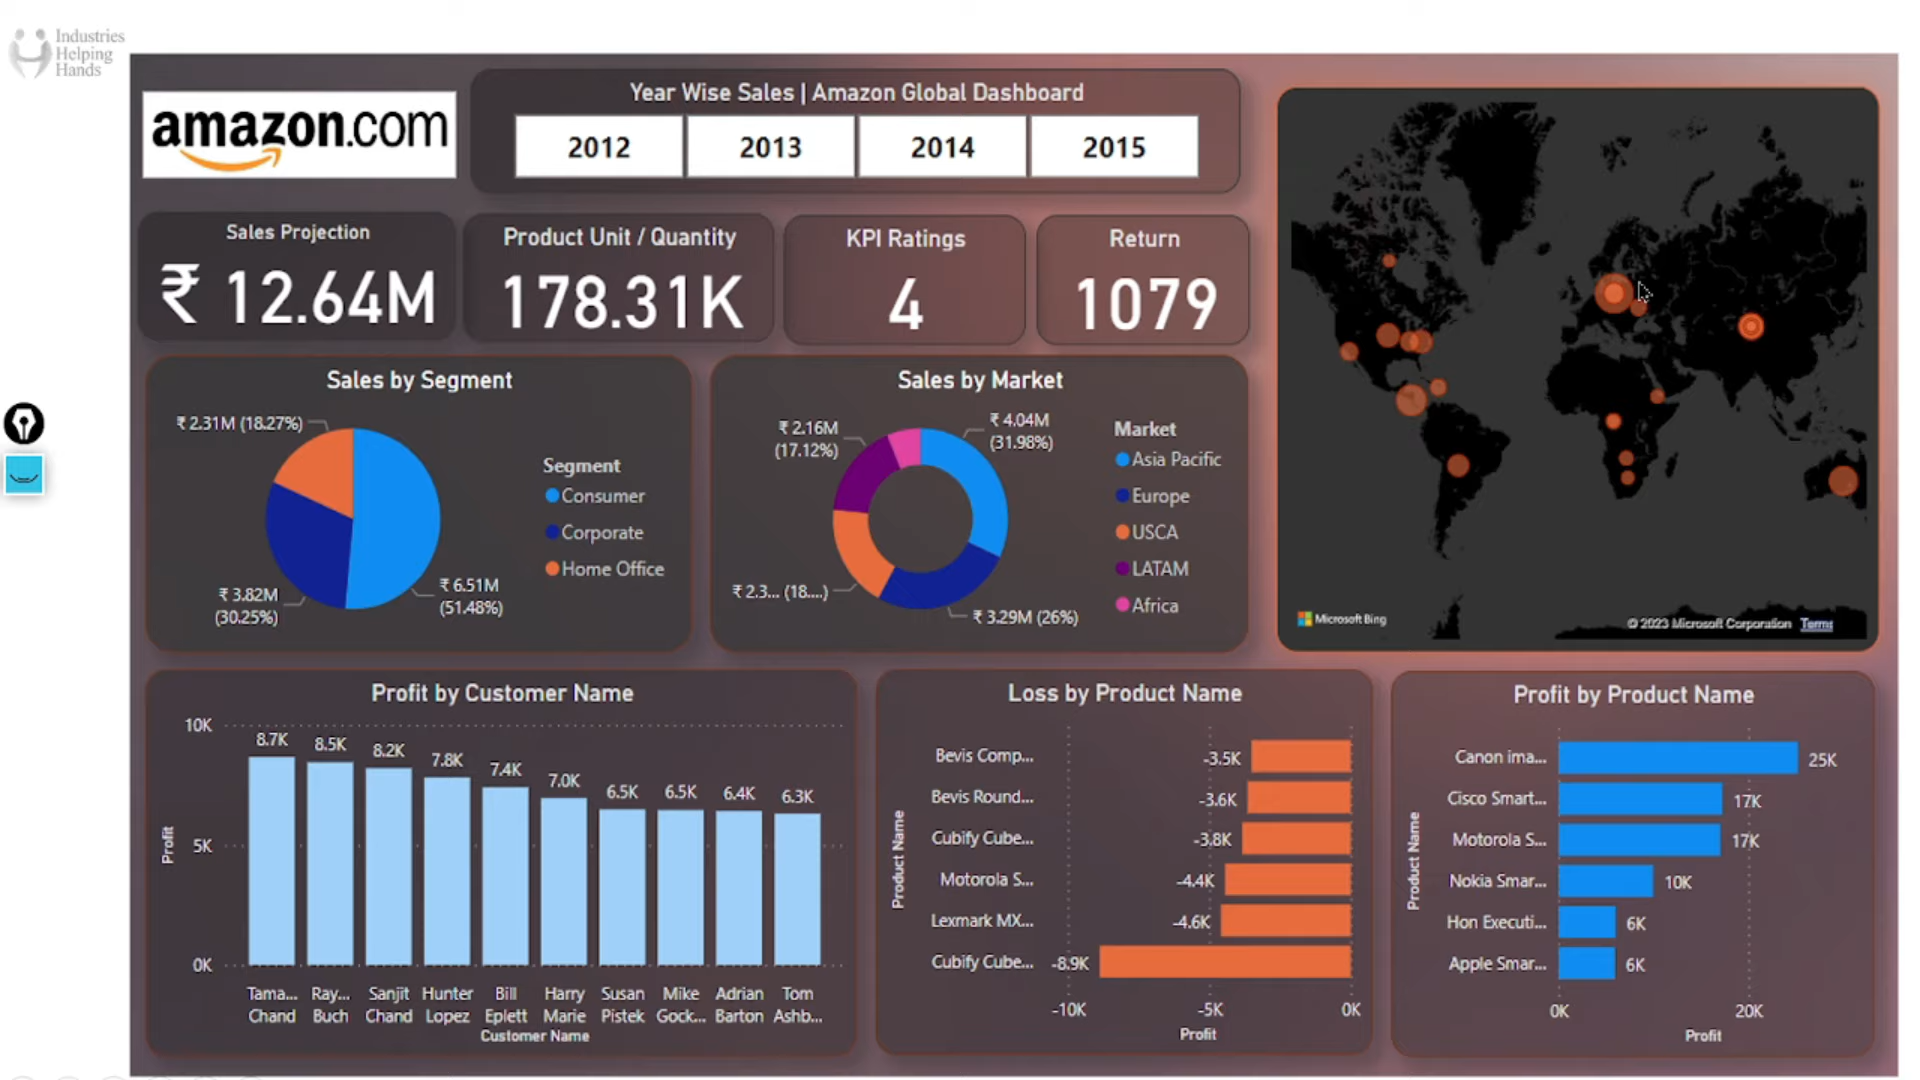 Industries
Helping
Hands
amazon.com
Year Wise Sales | Amazon Global Dashboard
2012
2013
2014
2015
Sales Projection
₹ 12.64M
Product Unit / Quantity
178.31K
KPI Ratings
4
Return
1079
Sales by Segment
₹ 2.31M (18.27%)
₹ 3.82M
(30.25%)
₹ 6.51M
(51.48%)
Segment
Consumer
Corporate
Home Office
Sales by Market
₹ 2.16M
(17.12%)
₹ 4.04M
(31.98%)
₹ 2.3... (18....)
₹ 3.29M (26%)
Market
Asia Pacific
Europe
USCA
LATAM
Africa
Microsoft Bing
© 2023 Microsoft Corporation Terms
Profit by Customer Name
Profit
10K
5K
0K
8.7K
8.5K
8.2K
7.8K
7.4K
7.0K
6.5K
6.5K
6.4K
6.3K
Tama...
Chand
Ray...
Buch
Sanjit
Chand
Hunter
Lopez
Bill
Eplett
Harry
Marie
Susan
Pistek
Mike
Gock...
Adrian
Barton
Tom
Ashb...
Customer Name
Loss by Product Name
Product Name
Bevis Comp... -3.5K
Bevis Round... -3.6K
Cubify Cube... -3.8K
Motorola S... -4.4K
Lexmark MX... -4.6K
Cubify Cube... -8.9K
-10K -5K 0K
Profit
Profit by Product Name
Product Name
Canon ima... 25K
Cisco Smart... 17K
Motorola S... 17K
Nokia Smar... 10K
Hon Executi... 6K
Apple Smar... 6K
0K 20K
Profit